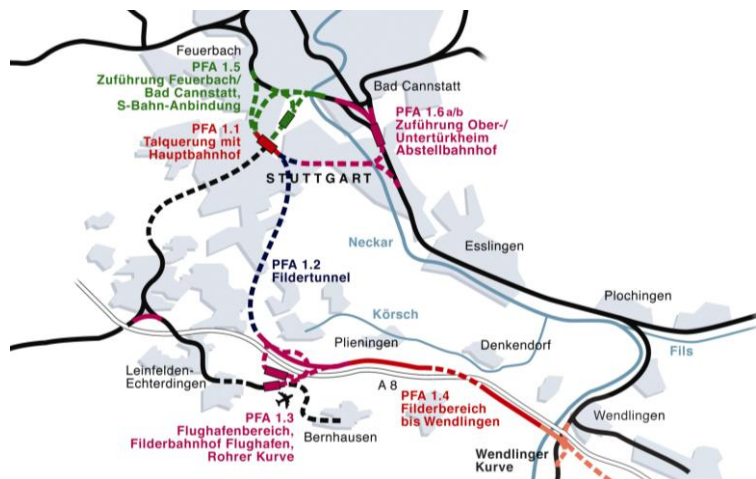 Feuerbach
PFA 1.5
Zuführung Feuerbach/
Bad Cannstatt,
S-Bahn-Anbindung
Bad Cannstatt
PFA 1.6a/b
Zuführung Ober-/
Untertürkheim
Abstellbahnhof
PFA 1.1
Talquerung mit
Hauptbahnhof
STUTTGART
Neckar
Esslingen
PFA 1.2
Fildertunnel
Plochingen
Körsch
Plieningen
Denkendorf
Fils
Leinfelden-
Echterdingen
A 8
PFA 1.4
Filderbereich
bis Wendlingen
Wendlingen
PFA 1.3
Flughafenbereich,
Filderbahnhof Flughafen,
Rohrer Kurve
Bernhausen
Wendlinger
Kurve